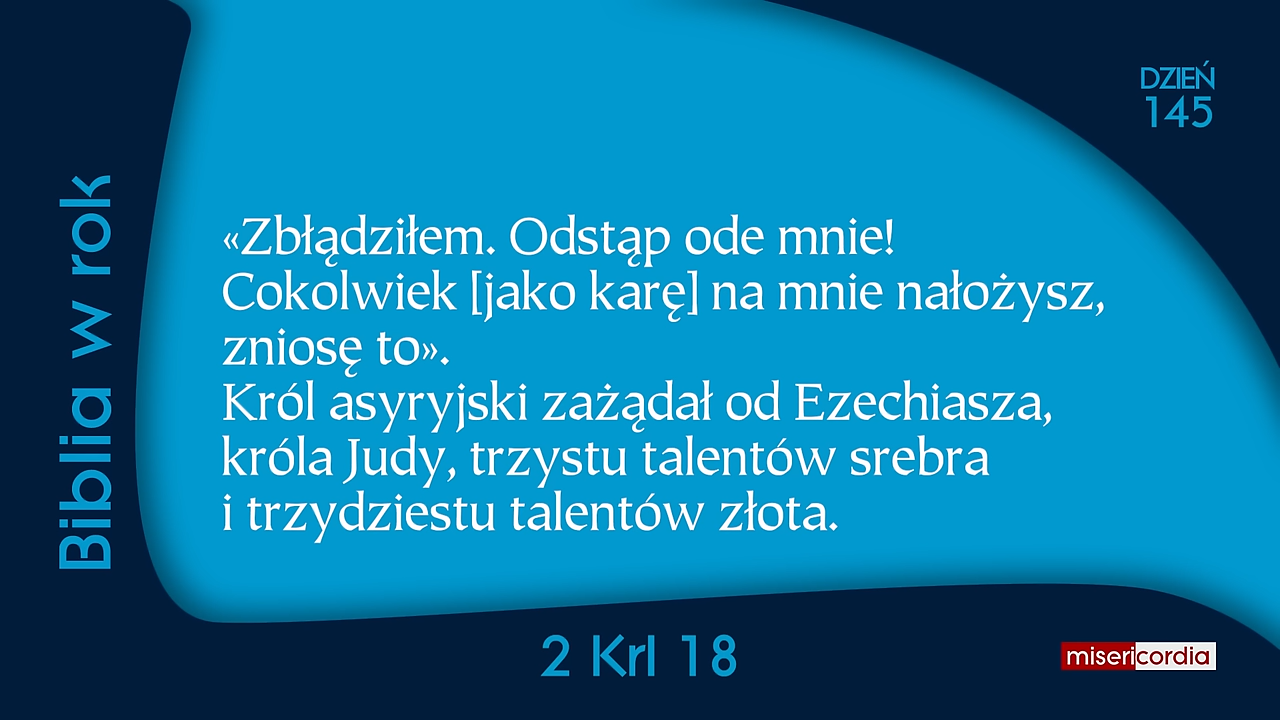 DZIEŃ
145
Biblia w rok
«Zbłądziłem. Odstąp ode mnie!
Cokolwiek [jako karę] na mnie nałożysz,
zniosę to».
Król asyryjski zażądał od Ezechiasza,
króla Judy, trzystu talentów srebra
i trzydziestu talentów złota.
2 Krl 18
misericordia